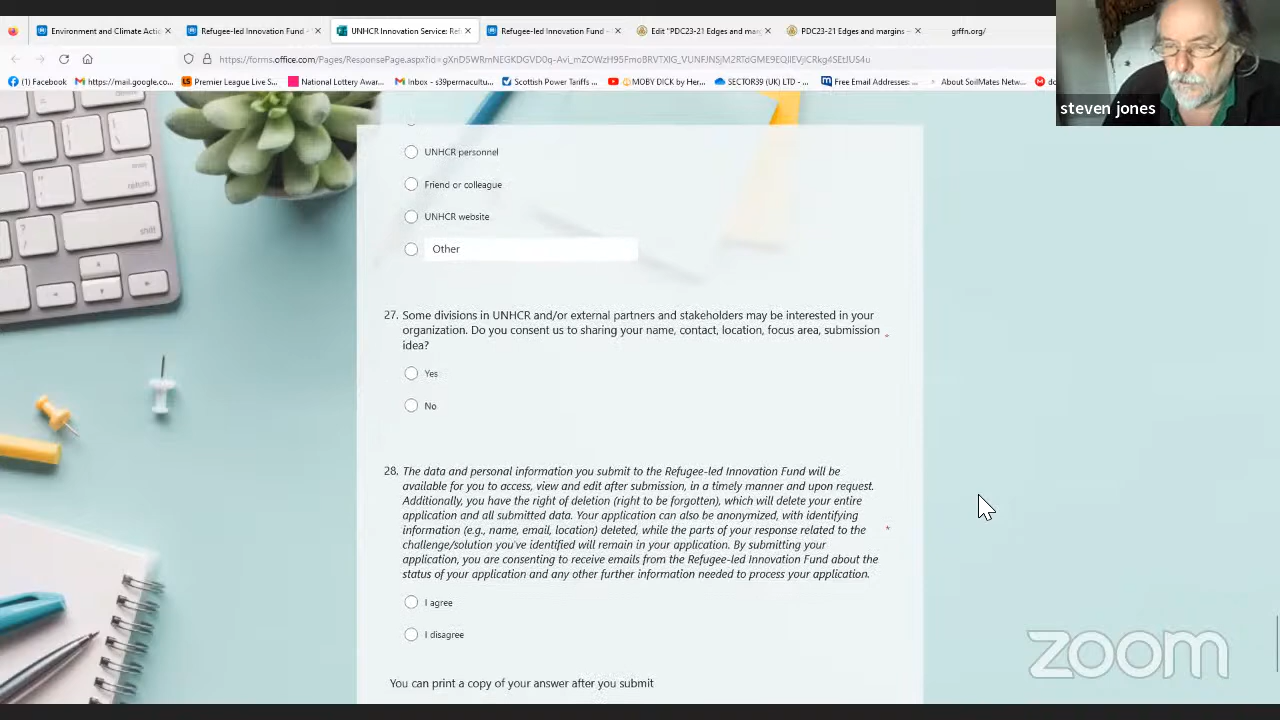 Environment and Climate Actic
Refugee-led Innovation Fund -
UNHCR Innovation Service: Ref
Refugee-led Innovation Fund -
Edit "PDC23-21 Edges and mar
PDC23-21 Edges and margins -
grffn.org/
(1) Facebook
https://mail.google.co...
Premier League Live S...
National Lottery Awar...
Inbox - s39permacultu...
Scottish Power Tariffs ...
MOBY DICK by Her...
SECTOR39 (UK) LTD - ...
Free Email Addresses: ...
About SoilMates Netw...
steven jones
UNHCR personnel
Friend or colleague
UNHCR website
Other
27. Some divisions in UNHCR and/or external partners and stakeholders may be interested in your
organization. Do you consent us to sharing your name, contact, location, focus area, submission *
idea?
Yes
No
28. The data and personal information you submit to the Refugee-led Innovation Fund will be
available for you to access, view and edit after submission, in a timely manner and upon request.
Additionally, you have the right of deletion (right to be forgotten), which will delete your entire
application and all submitted data. Your application can also be anonymized, with identifying
information (e.g., name, email, location) deleted, while the parts of your response related to the *
challenge/solution you've identified will remain in your application. By submitting your
application, you are consenting to receive emails from the Refugee-led Innovation Fund about the
status of your application and any other further information needed to process your application.
I agree
I disagree
You can print a copy of your answer after you submit
zoom
shift